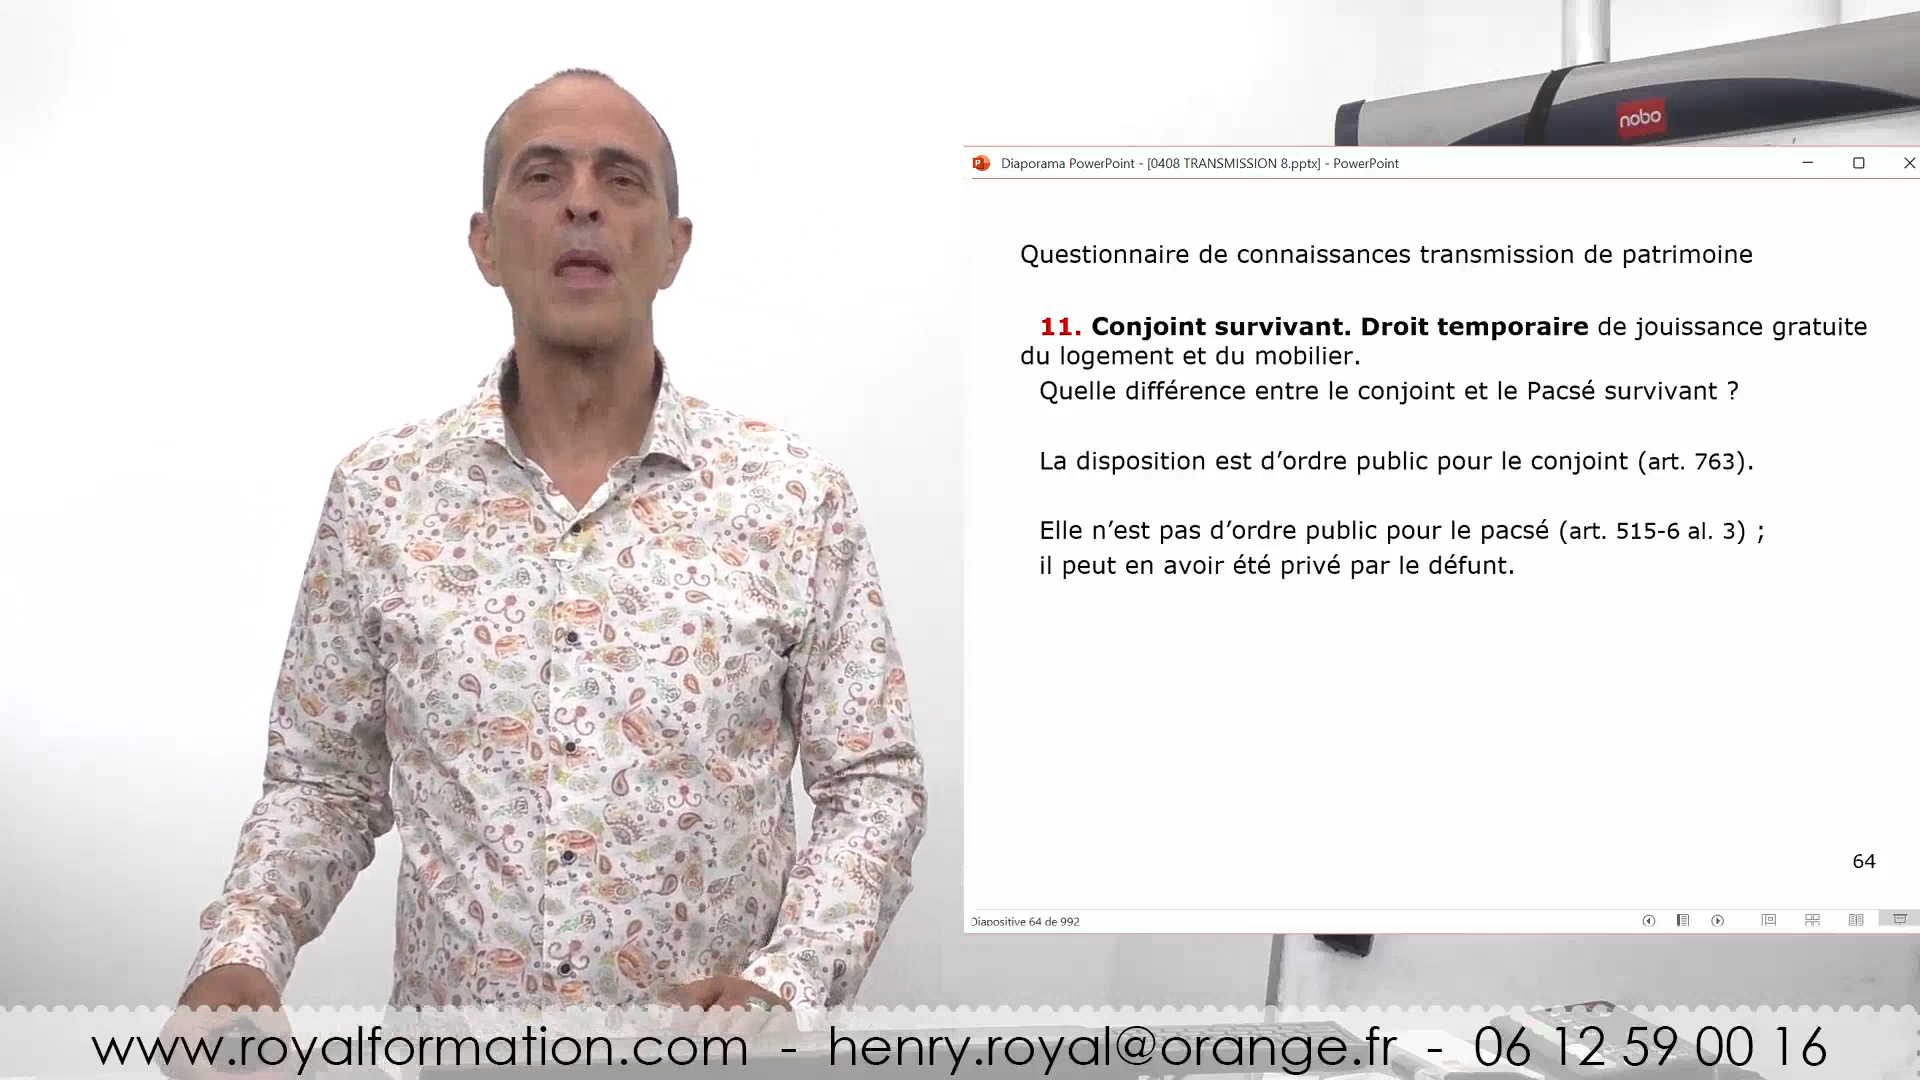 nobo
Diaporama PowerPoint - [0408 TRANSMISSION 8.pptx] - PowerPoint
Questionnaire de connaissances transmission de patrimoine
11. Conjoint survivant. Droit temporaire de jouissance gratuite
du logement et du mobilier.
Quelle différence entre le conjoint et le Pacsé survivant ?
La disposition est d’ordre public pour le conjoint (art. 763).
Elle n’est pas d’ordre public pour le pacsé (art. 515-6 al. 3) ;
il peut en avoir été privé par le défunt.
64
Diapositive 64 de 992
www.royalformation.com - henry.royal@orange.fr - 06 12 59 00 16